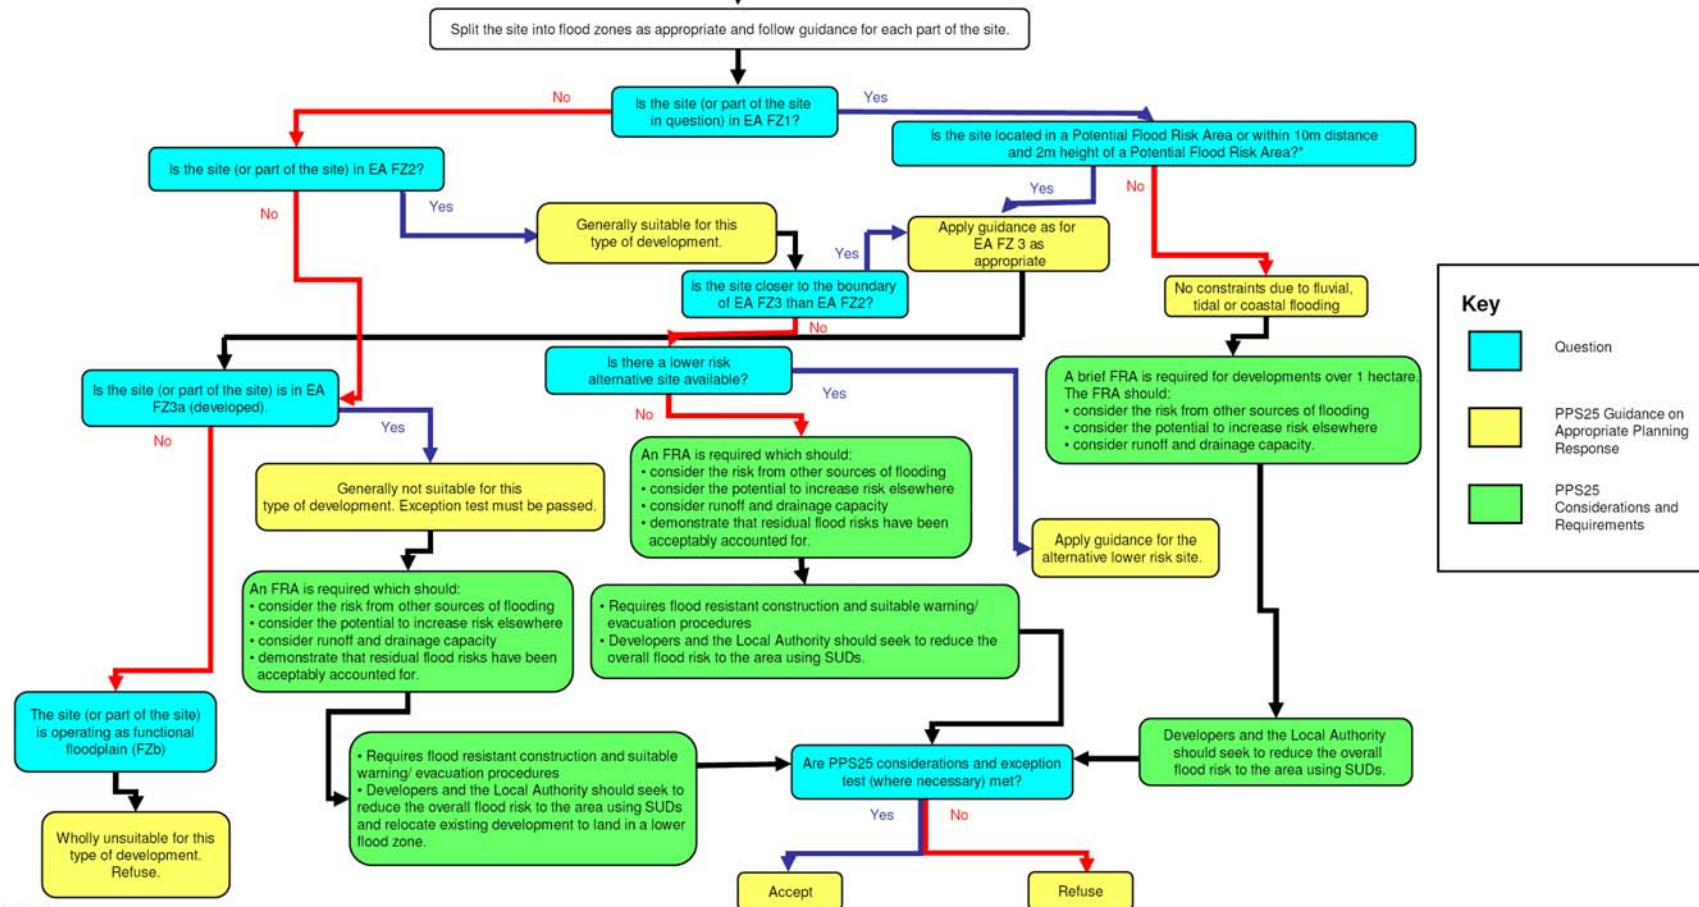 Split the site into flood zones as appropriate and follow guidance for each part of the site.
No
Is the site (or part of the site
in question) in EA FZ1?
Yes
Is the site (or part of the site) in EA FZ2?
Is the site located in a Potential Flood Risk Area or within 10m distance
and 2m height of a Potential Flood Risk Area?*
No
Yes
Generally suitable for this
type of development.
Yes
No
Apply guidance as for
EA FZ 3 as
appropriate
Yes
Is the site closer to the boundary
of EA FZ3 than EA FZ2?
No
No constraints due to fluvial,
tidal or coastal flooding
Is the site (or part of the site) is in EA
FZ3a (developed).
Is there a lower risk
alternative site available?
Yes
No
A brief FRA is required for developments over 1 hectare.
The FRA should:
• consider the risk from other sources of flooding
• consider the potential to increase risk elsewhere
• consider runoff and drainage capacity.
No
Yes
Generally not suitable for this
type of development. Exception test must be passed.
An FRA is required which should:
• consider the risk from other sources of flooding
• consider the potential to increase risk elsewhere
• consider runoff and drainage capacity
• demonstrate that residual flood risks have been
acceptably accounted for.
Apply guidance for the
alternative lower risk site.
An FRA is required which should:
• consider the risk from other sources of flooding
• consider the potential to increase risk elsewhere
• consider runoff and drainage capacity
• demonstrate that residual flood risks have been
acceptably accounted for.
• Requires flood resistant construction and suitable warning/
evacuation procedures
• Developers and the Local Authority should seek to reduce the
overall flood risk to the area using SUDs.
The site (or part of the site)
is operating as functional
floodplain (FZb)
• Requires flood resistant construction and suitable
warning/ evacuation procedures
• Developers and the Local Authority should seek to
reduce the overall flood risk to the area using SUDs
and relocate existing development to land in a lower
flood zone.
Are PPS25 considerations and exception
test (where necessary) met?
Developers and the Local Authority
should seek to reduce the overall
flood risk to the area using SUDs.
Wholly unsuitable for this
type of development.
Refuse.
Yes
No
Accept
Refuse
Key
Question
PPS25 Guidance on
Appropriate Planning
Response
PPS25
Considerations and
Requirements